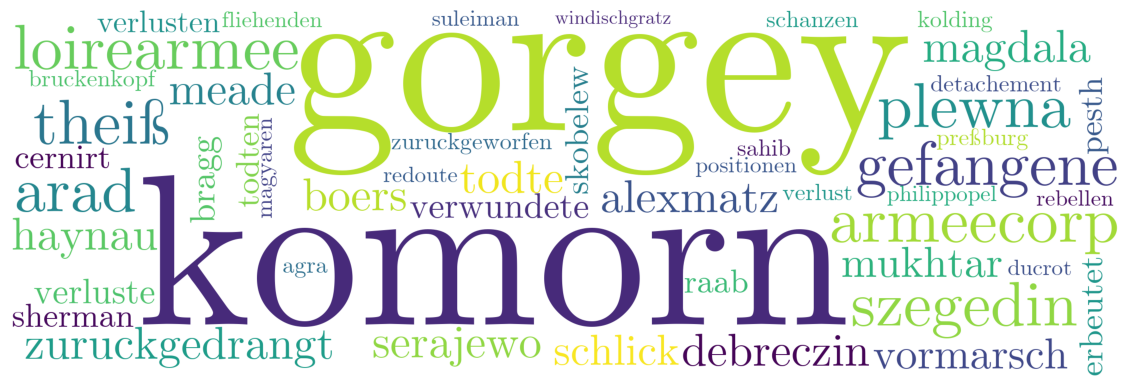 verlusten fliehenden suleiman windischgratz schanzen kolding
loirearmee gorgey magdala
bruckenkopf meade detachement
theiß plewna pesth
cernirt bragg todten magyaren zuruckgeworfen skobelew sahib preßburg
arad redoute todte positionen gefangene
boers verwundete alexmatz verlust philippopel rebellen
haynau komorn armeecorp
agra mukhtar ducrot
verluste raab szegedin erbeutet
sherman
zuruckgedrangt serajewo schlick debreczin vormarsch